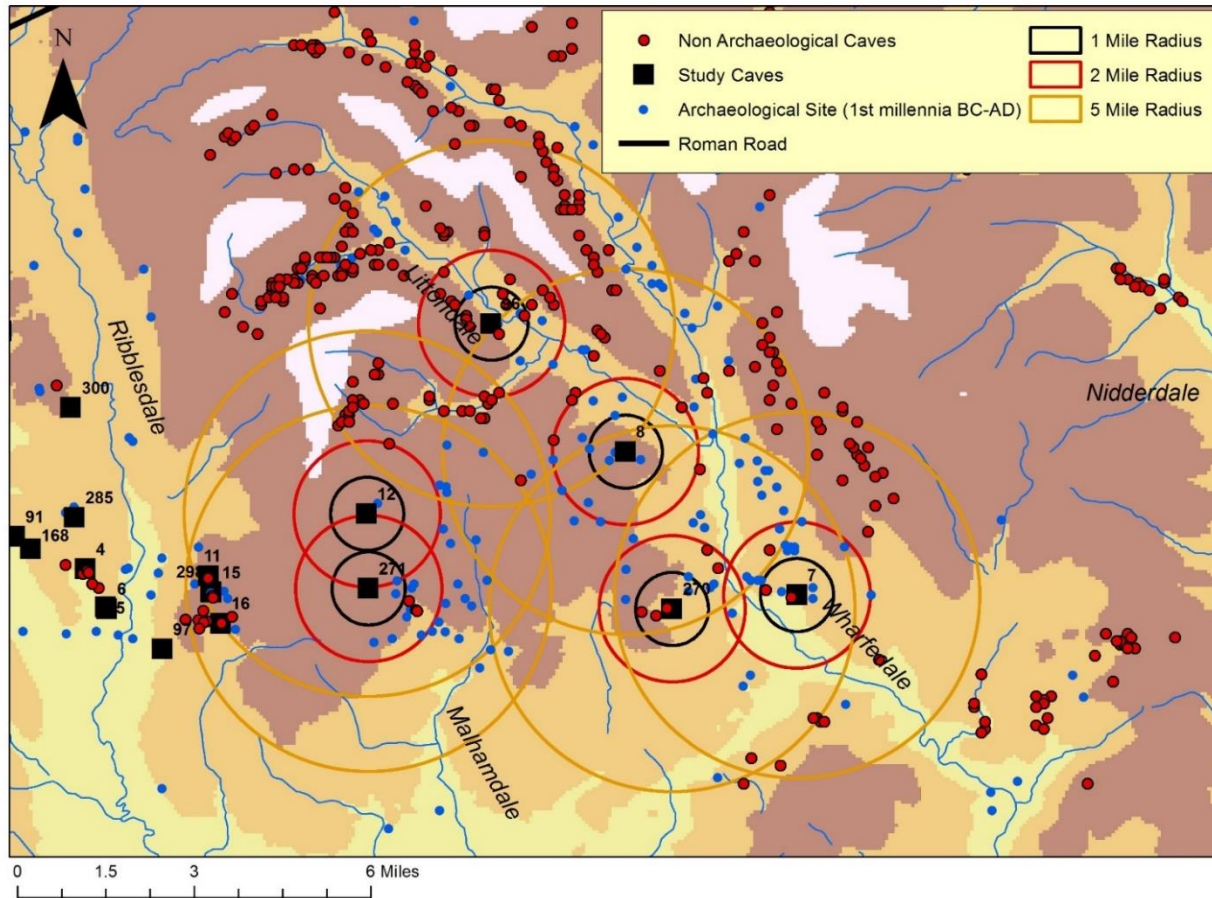 N
Non Archaeological Caves
Study Caves
Archaeological Site (1st millennia BC-AD)
Roman Road
1 Mile Radius
2 Mile Radius
5 Mile Radius
Littondale
Ribblesdale
300
8
Nidderdale
12
285
91
168
4
11
15
271
6
5
16
97
270
7
Wharfedale
Malhamdale
0 1.5 3 6 Miles